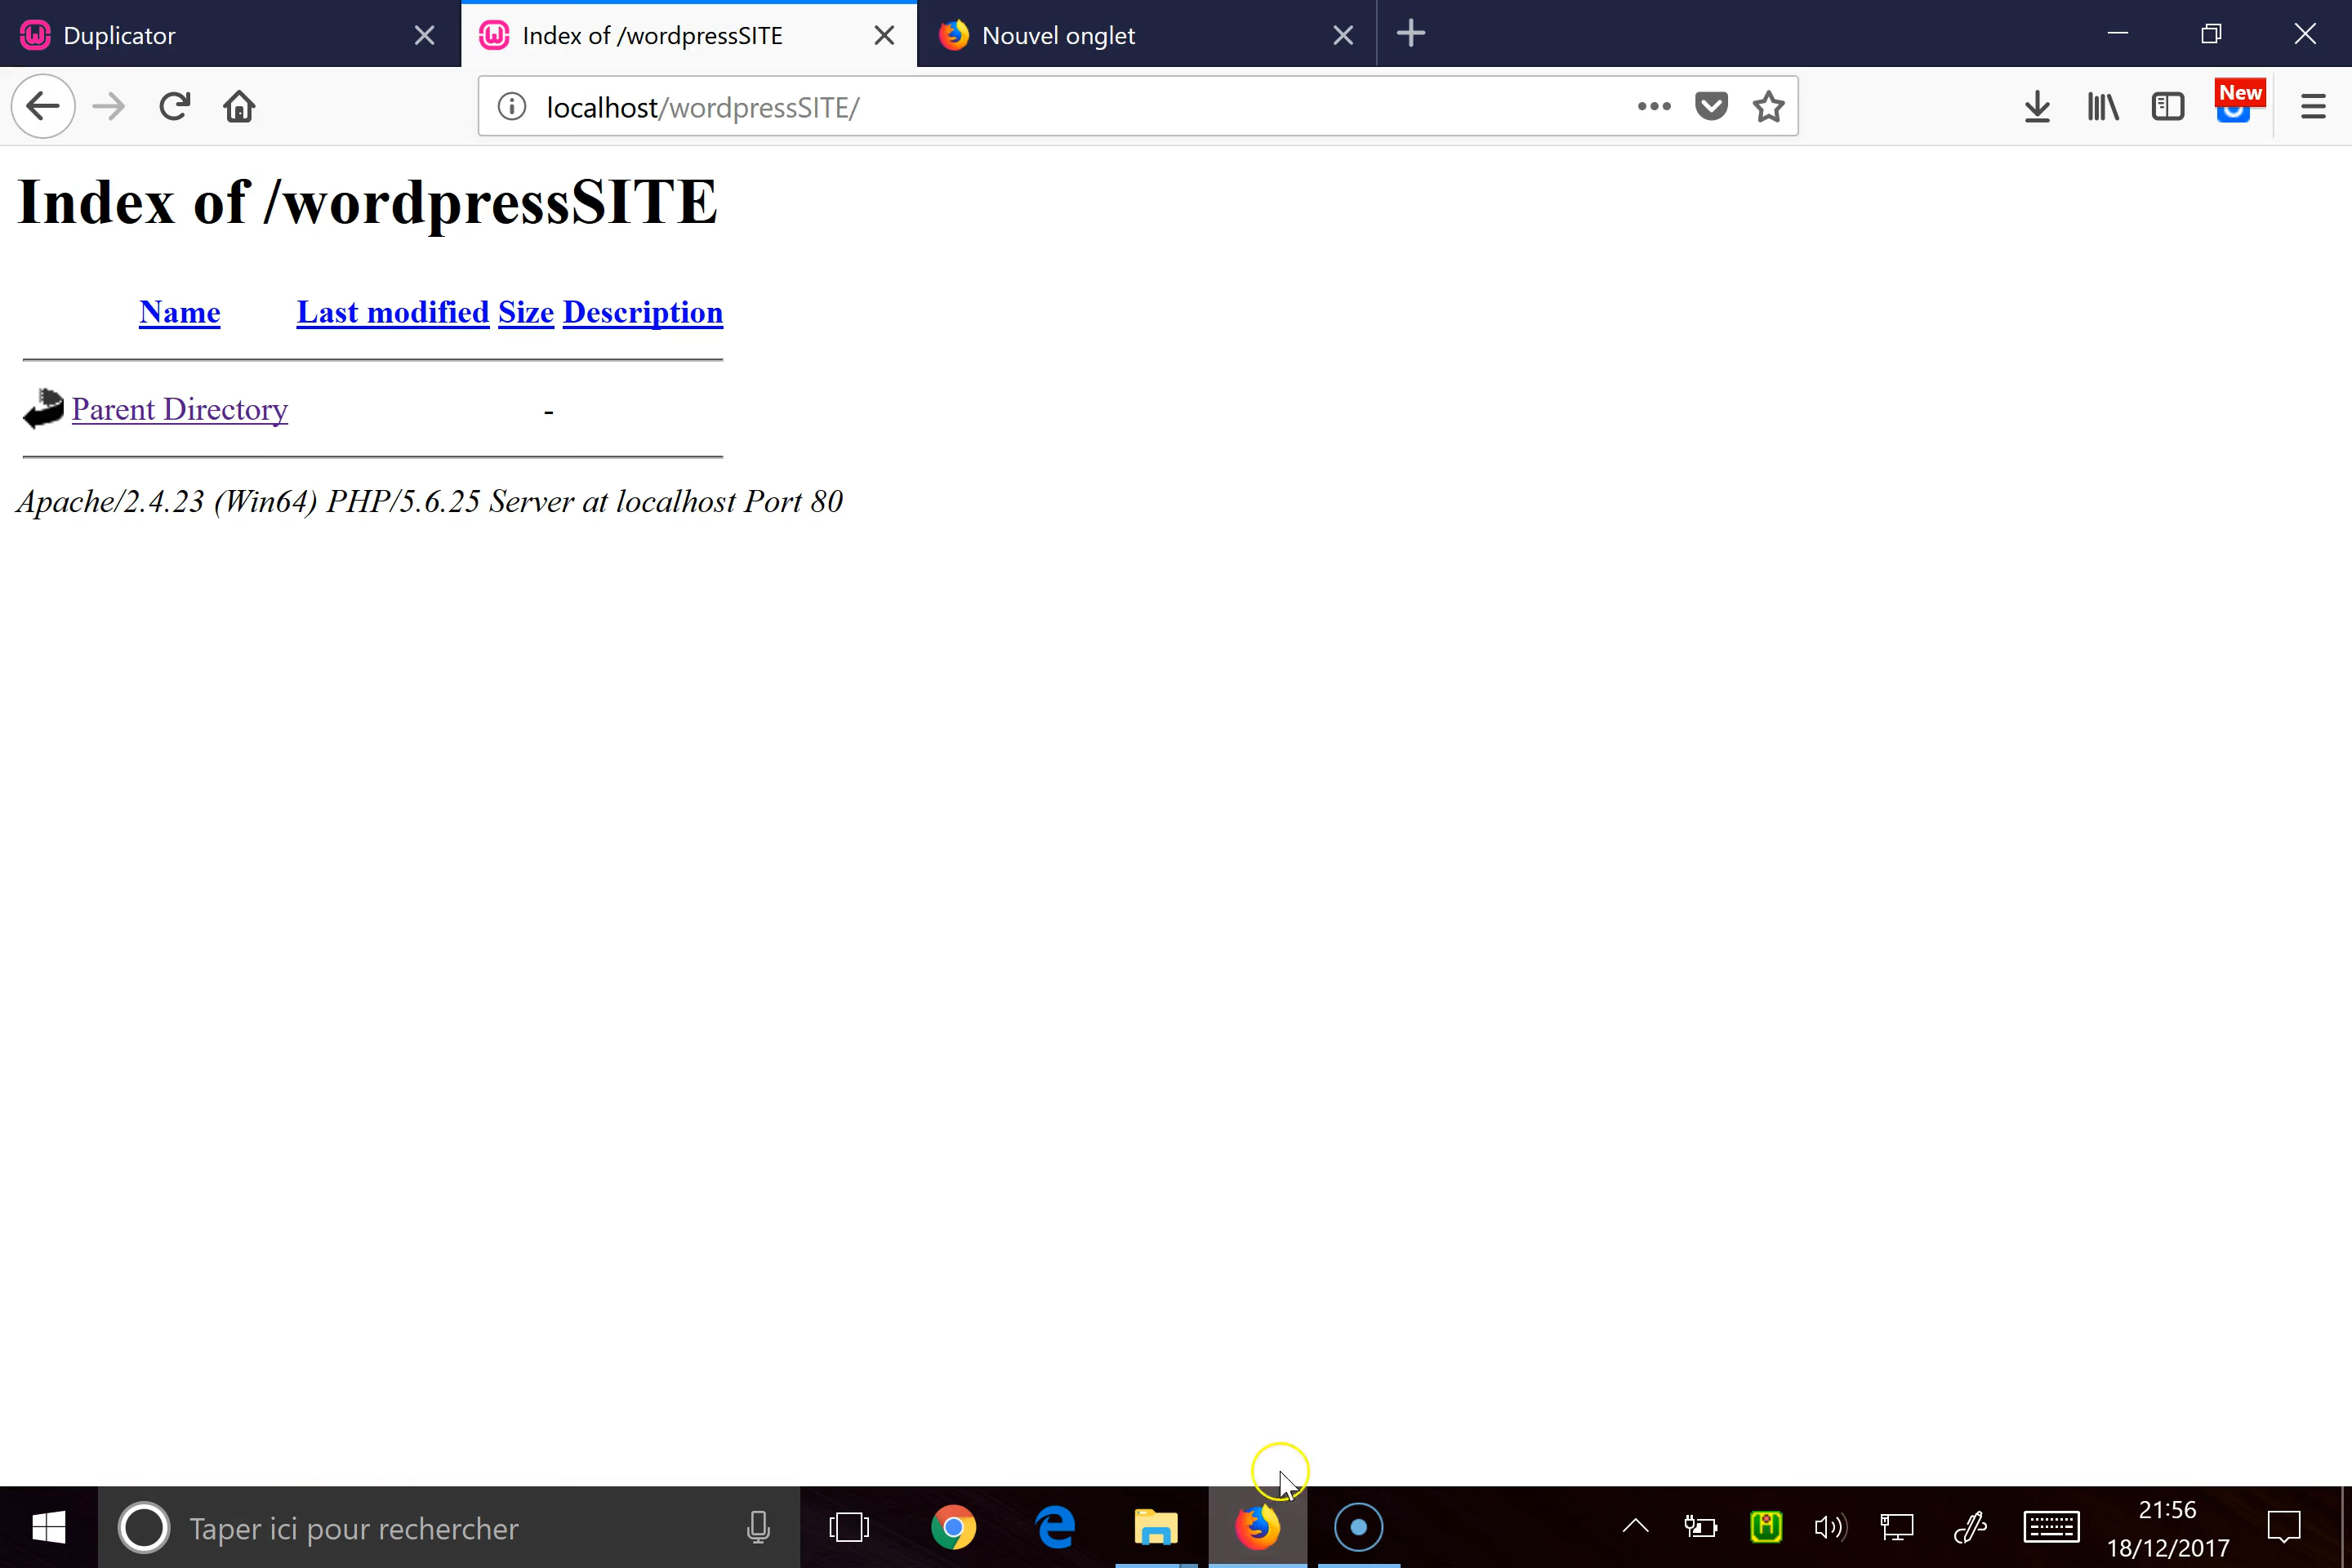 Duplicator
Index of /wordpressSITE
Nouvel onglet
localhost/wordpressSITE/
New
Index of /wordpressSITE
Name Last modified Size Description
Parent Directory -
Apache/2.4.23 (Win64) PHP/5.6.25 Server at localhost Port 80
Taper ici pour rechercher
21:56
18/12/2017